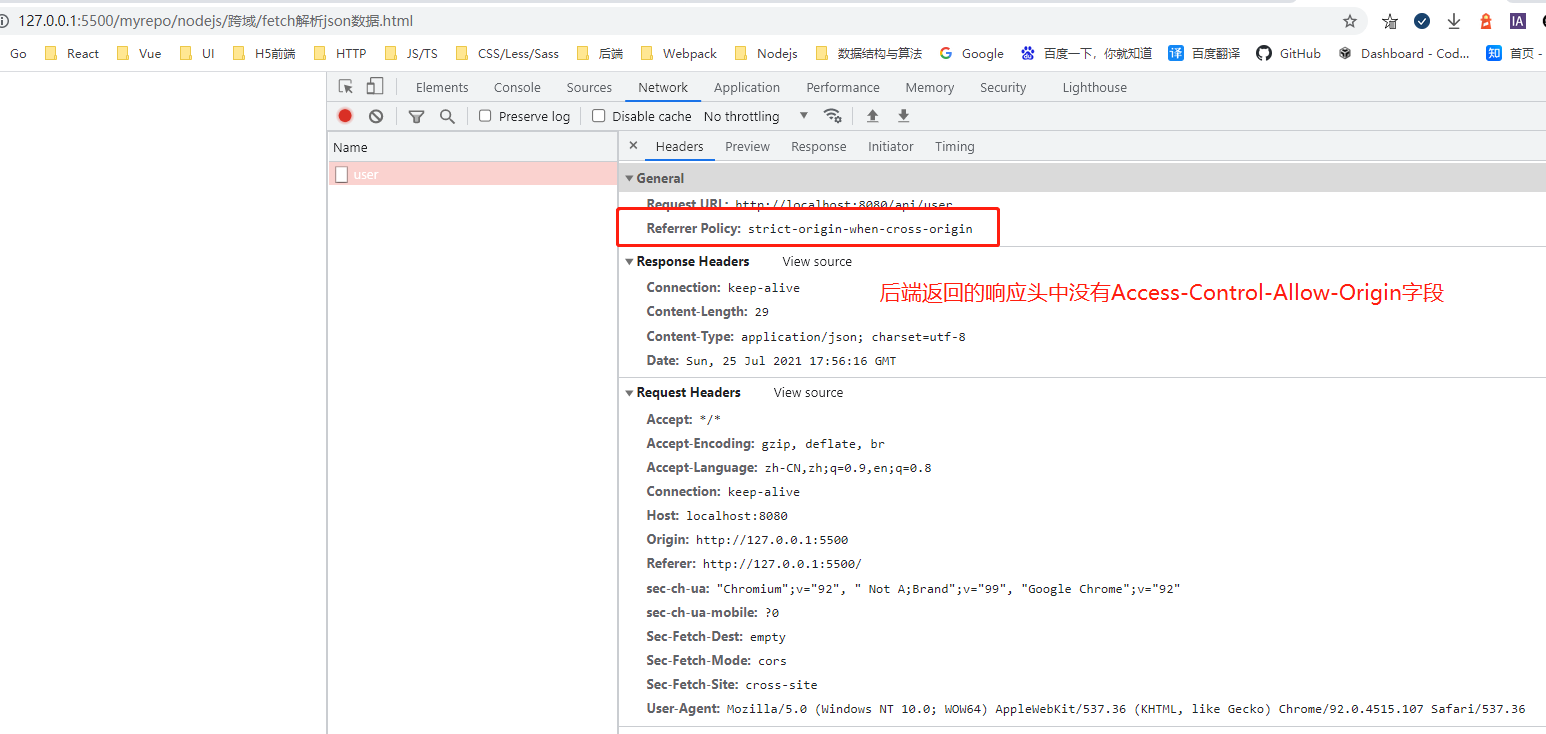 127.0.0.1:5500/myrepo/nodejs/跨域/fetch解析json数据.html
IA
Go React Vue UI H5前端 HTTP JS/TS CSS/Less/Sass 后端 Webpack Nodejs 数据结构与算法 Google 百度一下，你就知道 译 百度翻译 GitHub Dashboard - Cod... 知 首页 -
Elements Console Sources Network Application Performance Memory Security Lighthouse
Preserve log Disable cache No throttling
Name
× Headers Preview Response Initiator Timing
user
General
Request URL: http://localhost:8080/api/user
Referrer Policy: strict-origin-when-cross-origin
Response Headers View source
Connection: keep-alive
后端返回的响应头中没有Access-Control-Allow-Origin字段
Content-Length: 29
Content-Type: application/json; charset=utf-8
Date: Sun, 25 Jul 2021 17:56:16 GMT
Request Headers View source
Accept: */*
Accept-Encoding: gzip, deflate, br
Accept-Language: zh-CN,zh;q=0.9,en;q=0.8
Connection: keep-alive
Host: localhost:8080
Origin: http://127.0.0.1:5500
Referer: http://127.0.0.1:5500/
sec-ch-ua: "Chromium";v="92", " Not A;Brand";v="99", "Google Chrome";v="92"
sec-ch-ua-mobile: ?0
Sec-Fetch-Dest: empty
Sec-Fetch-Mode: cors
Sec-Fetch-Site: cross-site
User-Agent: Mozilla/5.0 (Windows NT 10.0; WOW64) AppleWebKit/537.36 (KHTML, like Gecko) Chrome/92.0.4515.107 Safari/537.36